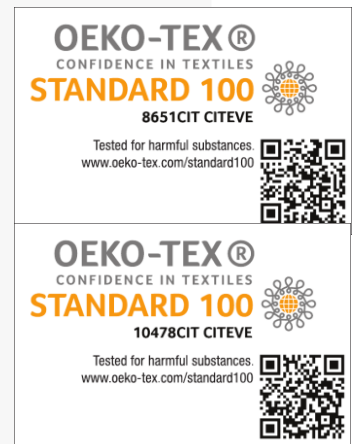 OEKO-TEX®
CONFIDENCE IN TEXTILES
STANDARD 100
8651CIT CITEVE
Tested for harmful substances.
www.oeko-tex.com/standard100
OEKO-TEX®
CONFIDENCE IN TEXTILES
STANDARD 100
10478CIT CITEVE
Tested for harmful substances.
www.oeko-tex.com/standard100